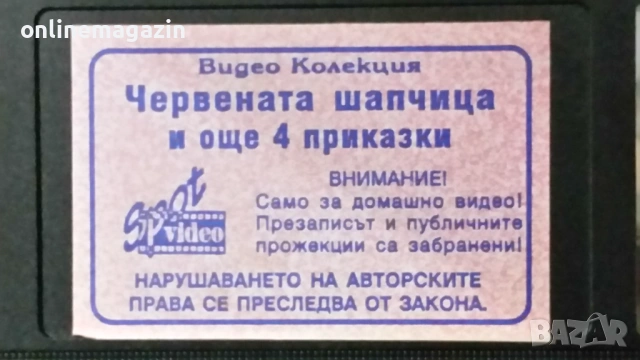 onlinemagazin
Видео Колекция
Червената шапчица
и още 4 приказки
ВНИМАНИЕ!
Само за домашно видео!
Презаписът и публичните
прожекции са забранени!
Spot
video
НАРУШАВАНЕТО НА АВТОРСКИТЕ
ПРАВА СЕ ПРЕСЛЕДВА ОТ ЗАКОНА.
BAZAR